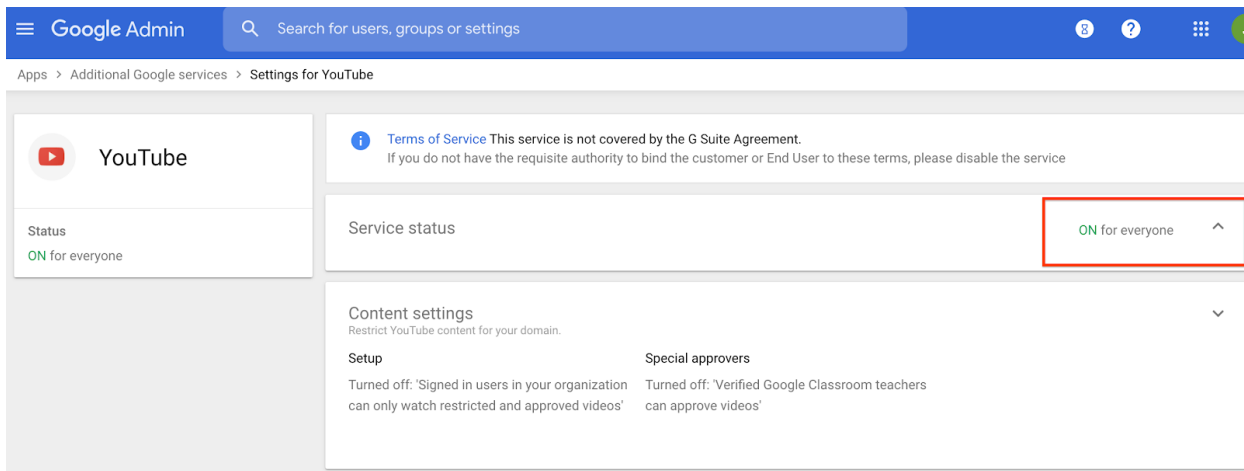 Google Admin
Search for users, groups or settings
Apps > Additional Google services > Settings for YouTube
YouTube
Status
ON for everyone
Terms of Service This service is not covered by the G Suite Agreement.
If you do not have the requisite authority to bind the customer or End User to these terms, please disable the service
Service status
ON for everyone
Content settings
Restrict YouTube content for your domain.
Setup
Turned off: 'Signed in users in your organization
can only watch restricted and approved videos'
Special approvers
Turned off: 'Verified Google Classroom teachers
can approve videos'